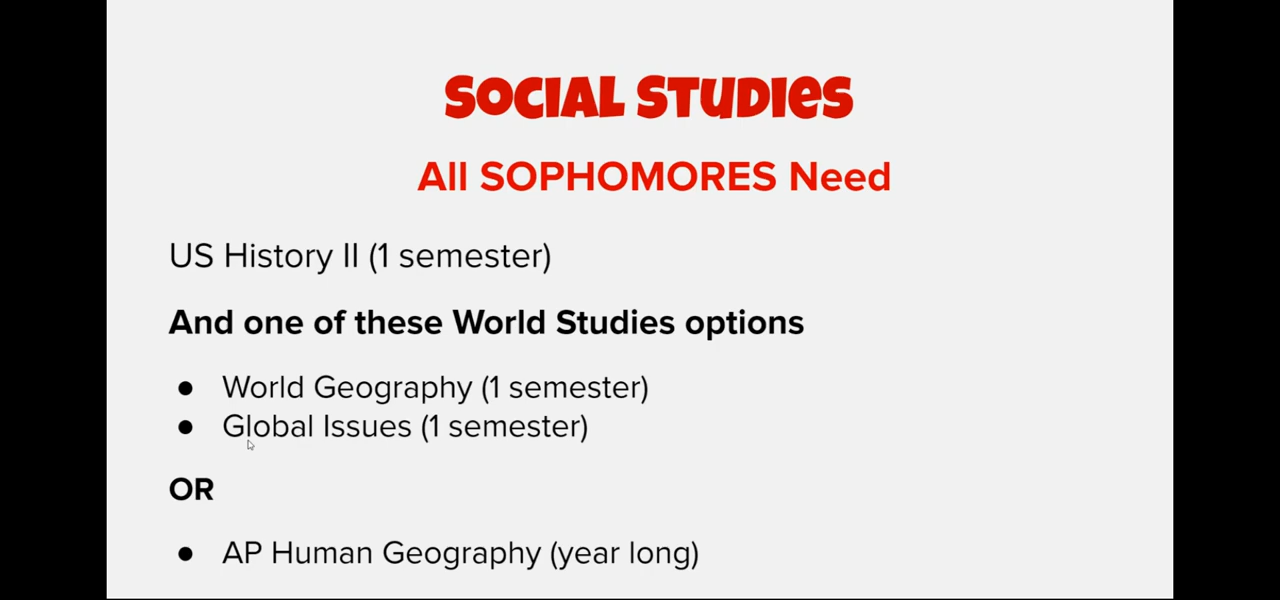 SOCIAL STUDIES
All SOPHOMORES Need
US History II (1 semester)
And one of these World Studies options
● World Geography (1 semester)
● Global Issues (1 semester)
OR
● AP Human Geography (year long)